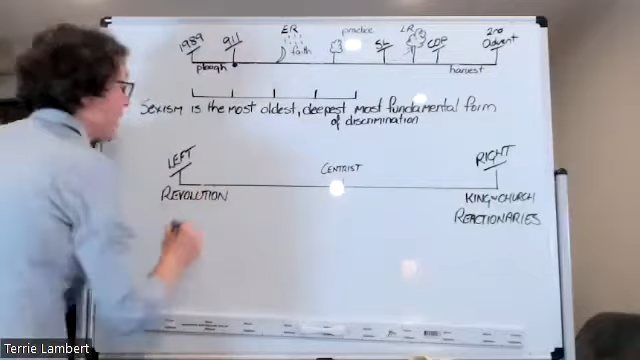 1989 911 ER faith practice SL LR COP 2nd Advent
plough harvest
SEXISM IS THE MOST OLDEST, DEEPEST MOST FUNDAMENTAL FORM
OF DISCRIMINATION
LEFT CENTRIST RIGHT
REVOLUTION KING~CHURCH
REACTIONARIES
Terrie Lambert